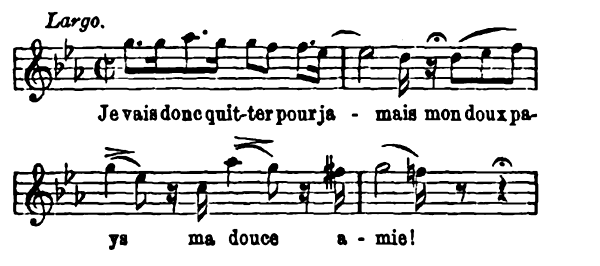 Largo.
Je vais donc quit-ter pour ja - mais mon doux pa-
ys ma douce a - mie!